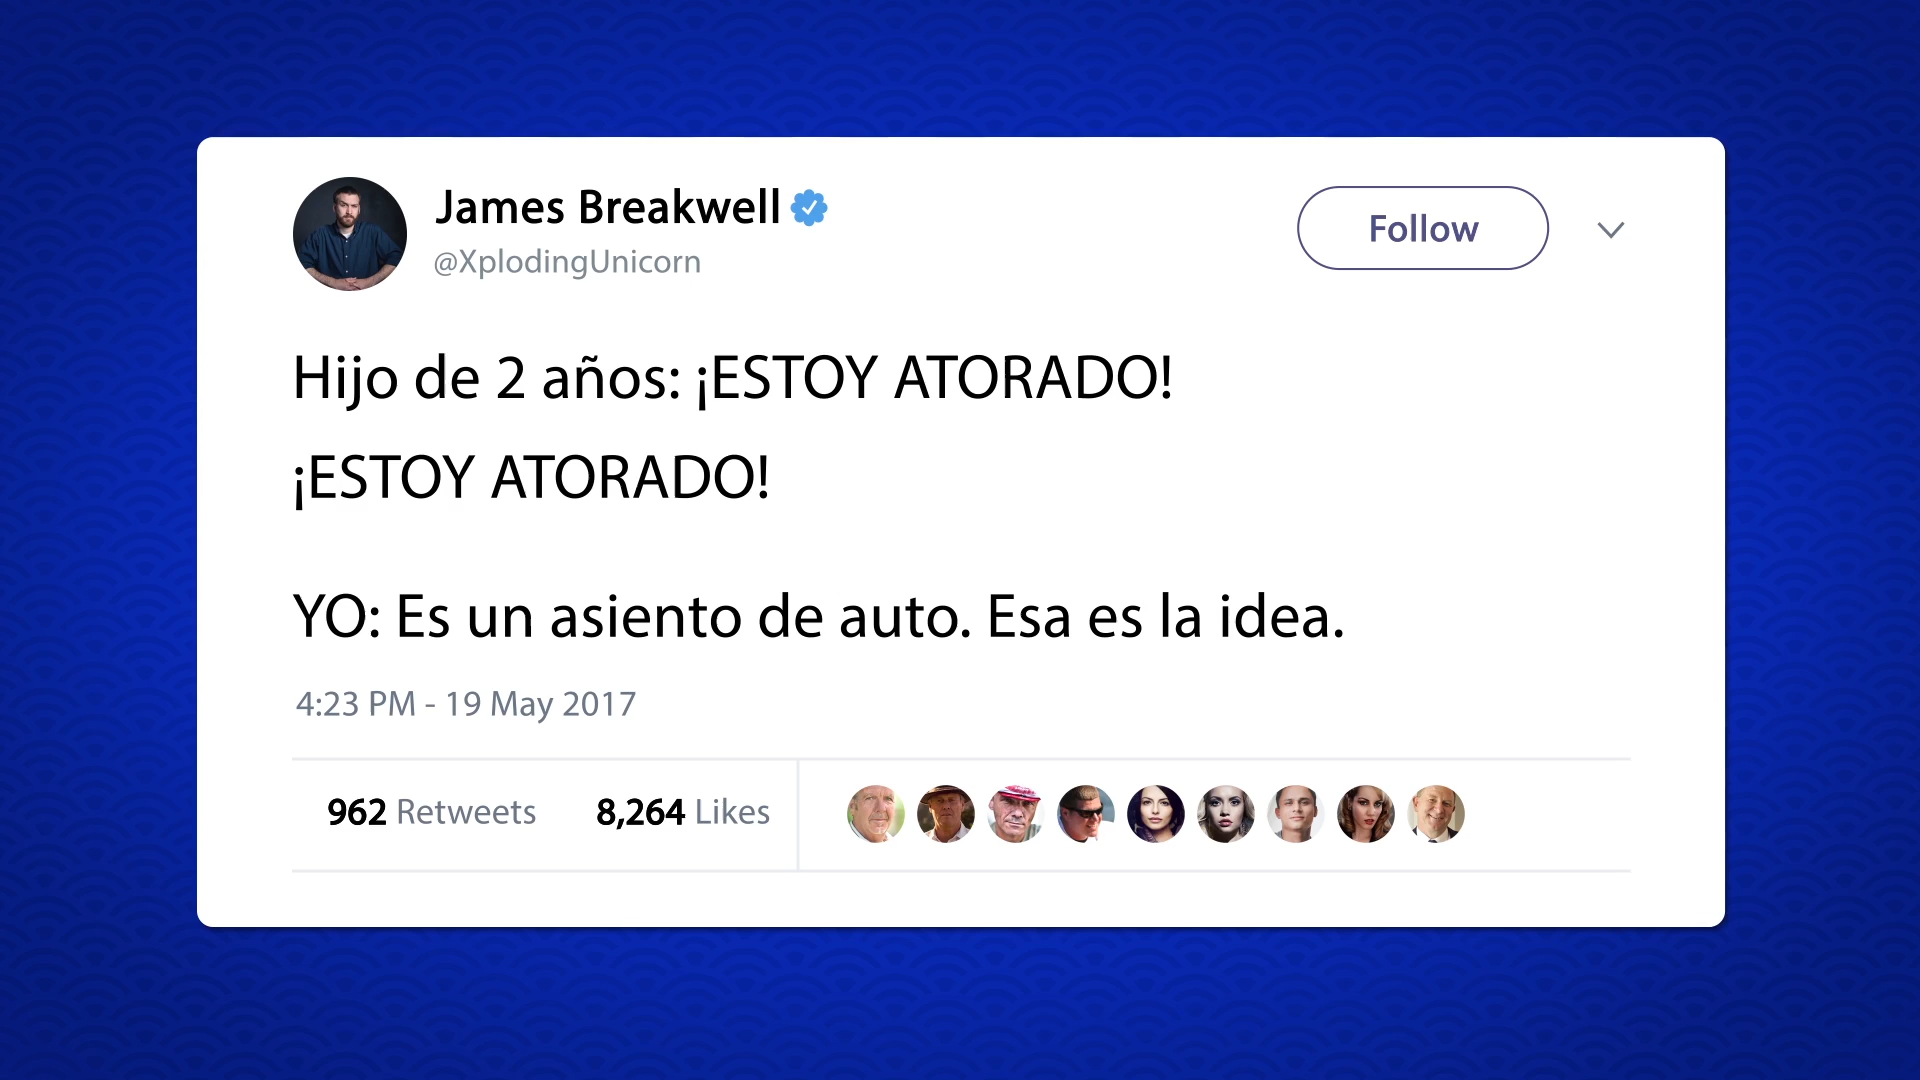 James Breakwell
@XplodingUnicorn
Follow
Hijo de 2 años: ¡ESTOY ATORADO!
¡ESTOY ATORADO!
YO: Es un asiento de auto. Esa es la idea.
4:23 PM - 19 May 2017
962 Retweets 8,264 Likes